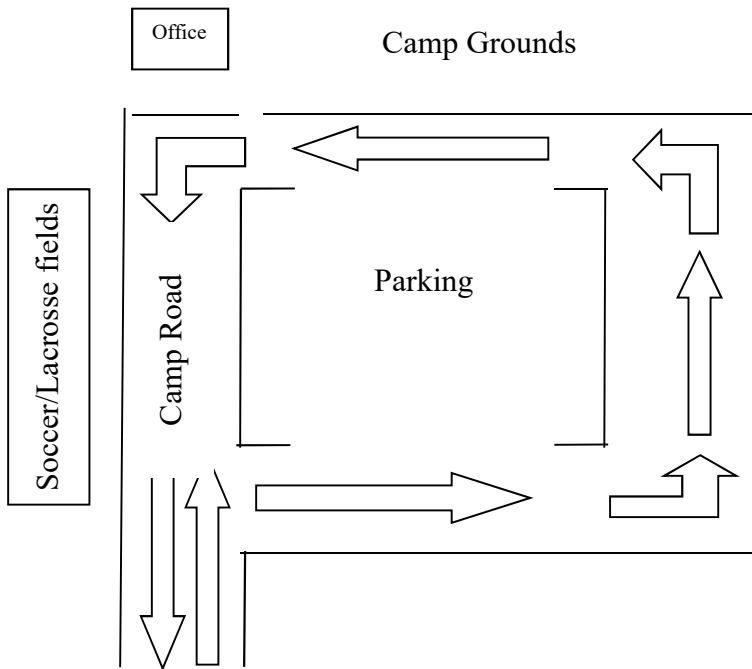 Office
Camp Grounds
Soccer/Lacrosse fields
Camp Road
Parking